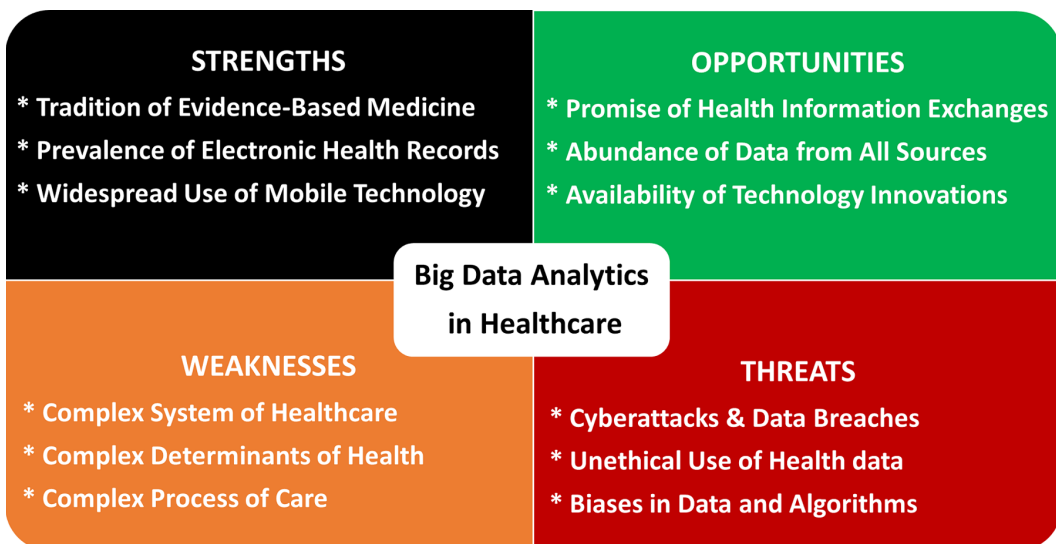 STRENGTHS
* Tradition of Evidence-Based Medicine
* Prevalence of Electronic Health Records
* Widespread Use of Mobile Technology
OPPORTUNITIES
* Promise of Health Information Exchanges
* Abundance of Data from All Sources
* Availability of Technology Innovations
Big Data Analytics
in Healthcare
WEAKNESSES
* Complex System of Healthcare
* Complex Determinants of Health
* Complex Process of Care
THREATS
* Cyberattacks & Data Breaches
* Unethical Use of Health data
* Biases in Data and Algorithms